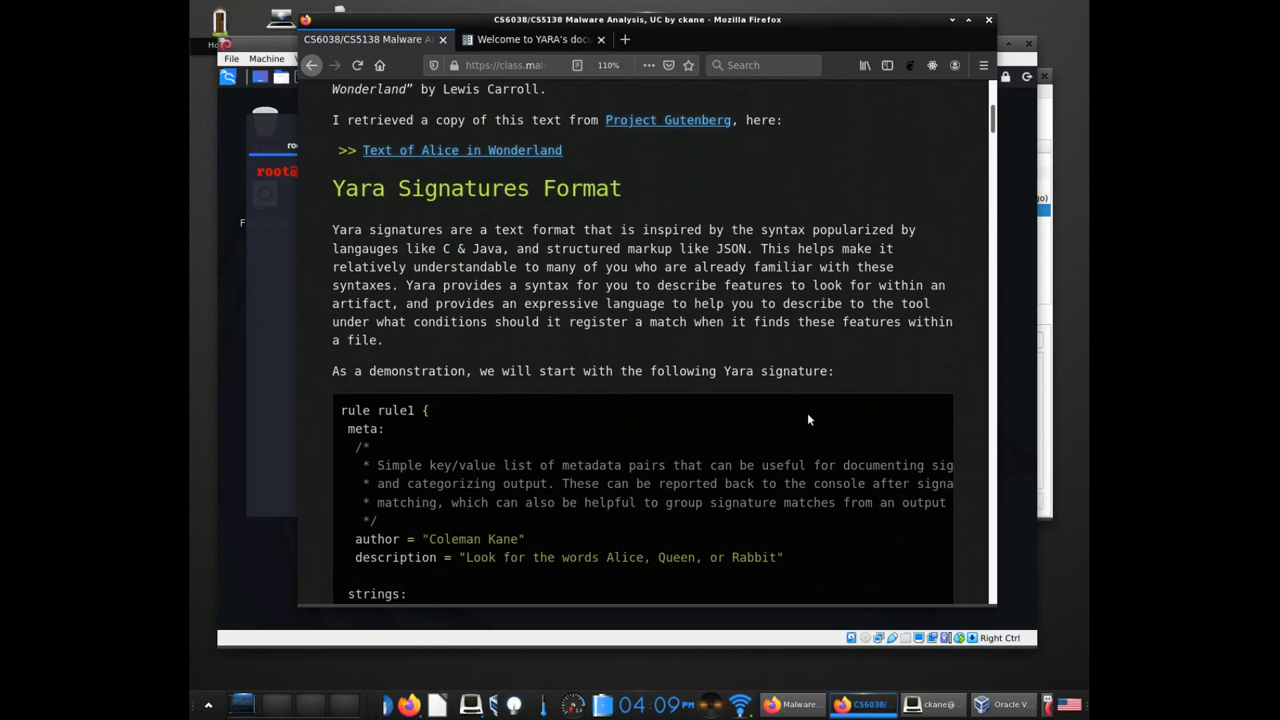 CS6038/CS5138 Malware Analysis, UC by ckane - Mozilla Firefox
CS6038/CS5138 Malware A
Welcome to YARA's docu
File Machine
https://class.mal
110%
Search
Wonderland" by Lewis Carroll.
I retrieved a copy of this text from Project Gutenberg, here:
>> Text of Alice in Wonderland
root@
Yara Signatures Format
Yara signatures are a text format that is inspired by the syntax popularized by
langauges like C & Java, and structured markup like JSON. This helps make it
relatively understandable to many of you who are already familiar with these
syntaxes. Yara provides a syntax for you to describe features to look for within an
artifact, and provides an expressive language to help you to describe to the tool
under what conditions should it register a match when it finds these features within
a file.
As a demonstration, we will start with the following Yara signature:
rule rule1 {
meta:
/*
* Simple key/value list of metadata pairs that can be useful for documenting sig
* and categorizing output. These can be reported back to the console after signa
* matching, which can also be helpful to group signature matches from an output
*/
author = "Coleman Kane"
description = "Look for the words Alice, Queen, or Rabbit"
strings:
Right Ctrl
04:09PM
Malware...
CS6038/...
ckane@...
Oracle V...